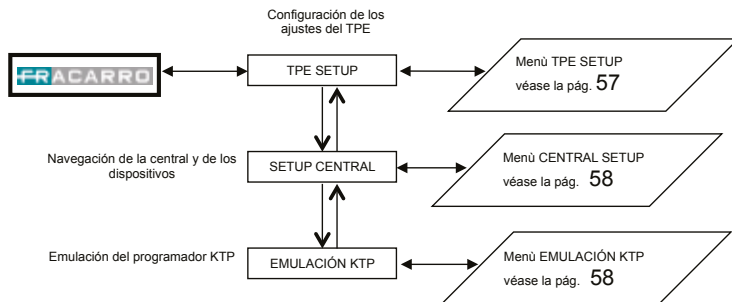 Configuración de los
ajustes del TPE
FRACARRO
TPE SETUP
Menù TPE SETUP
véase la pág. 57
Navegación de la central y de los
dispositivos
SETUP CENTRAL
Menù CENTRAL SETUP
véase la pág. 58
Emulación del programador KTP
EMULACIÓN KTP
Menù EMULACIÓN KTP
véase la pág. 58